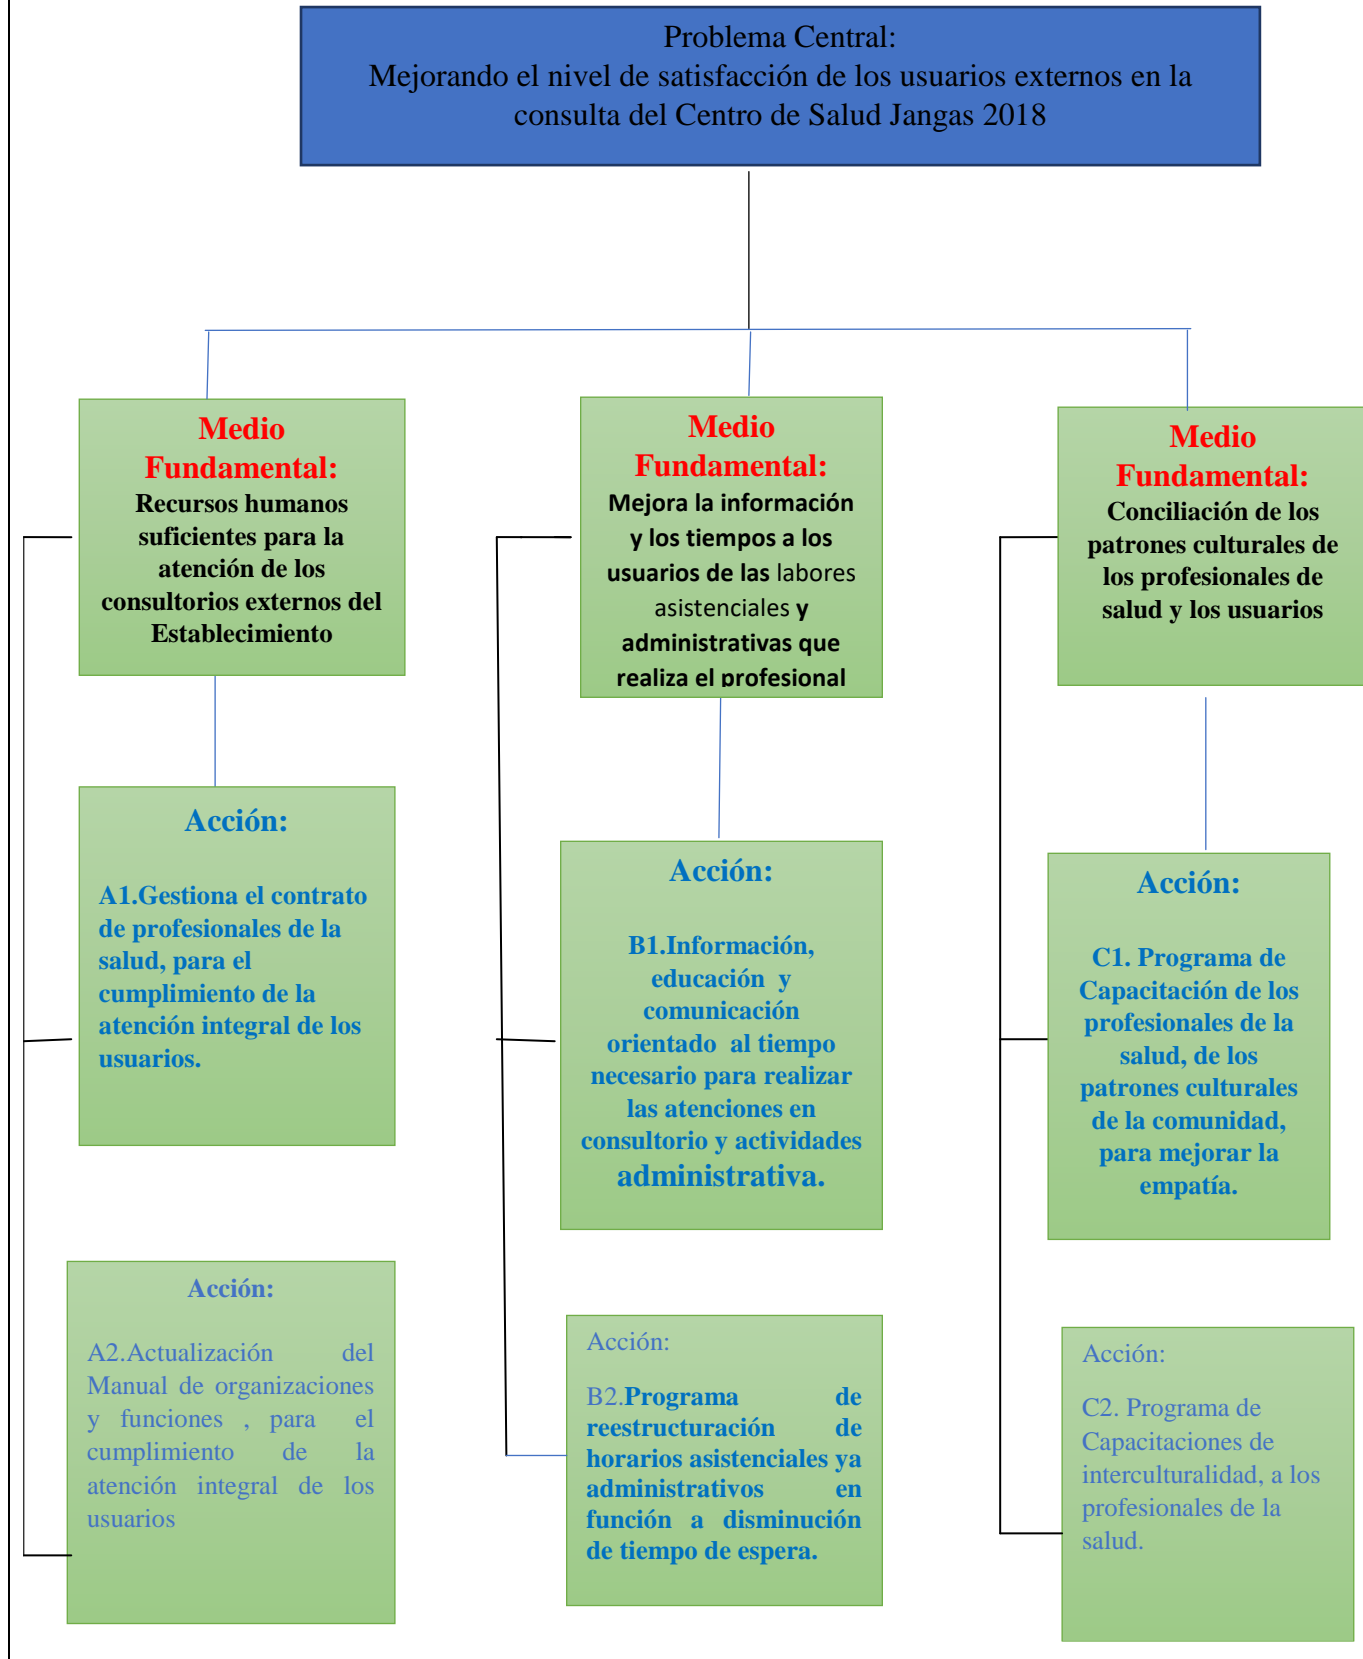 Problema Central:
Mejorando el nivel de satisfacción de los usuarios externos en la
consulta del Centro de Salud Jangas 2018
Medio
Fundamental:
Recursos humanos
suficientes para la
atención de los
consultorios externos del
Establecimiento
Medio
Fundamental:
Mejora la información
y los tiempos a los
usuarios de las labores
asistenciales y
administrativas que
realiza el profesional
Medio
Fundamental:
Conciliación de los
patrones culturales de
los profesionales de
salud y los usuarios
Acción:
A1.Gestiona el contrato
de profesionales de la
salud, para el
cumplimiento de la
atención integral de los
usuarios.
Acción:
B1.Información,
educación y
comunicación
orientado al tiempo
necesario para realizar
las atenciones en
consultorio y actividades
administrativa.
Acción:
C1. Programa de
Capacitación de los
profesionales de la
salud, de los
patrones culturales
de la comunidad,
para mejorar la
empatía.
Acción:
A2.Actualización del
Manual de organizaciones
y funciones , para el
cumplimiento de la
atención integral de los
usuarios
Acción:
B2.Programa de
reestructuración de
horarios asistenciales ya
administrativos en
función a disminución
de tiempo de espera.
Acción:
C2. Programa de
Capacitaciones de
interculturalidad, a los
profesionales de la
salud.